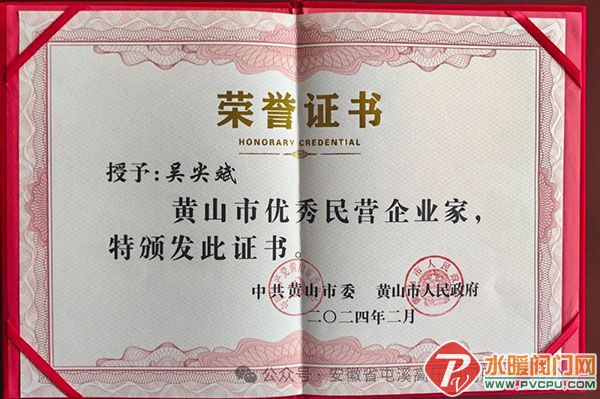 荣誉证书
HONORARY CREDENTIAL
授予：吴尖斌
黄山市优秀民营企业家，
特颁发此证书。
中共黄山市委 黄山市人民政府
二〇二四年二月
公众号 · 安徽省屯溪高
水暖阀门网
WWW.PVCPU.COM